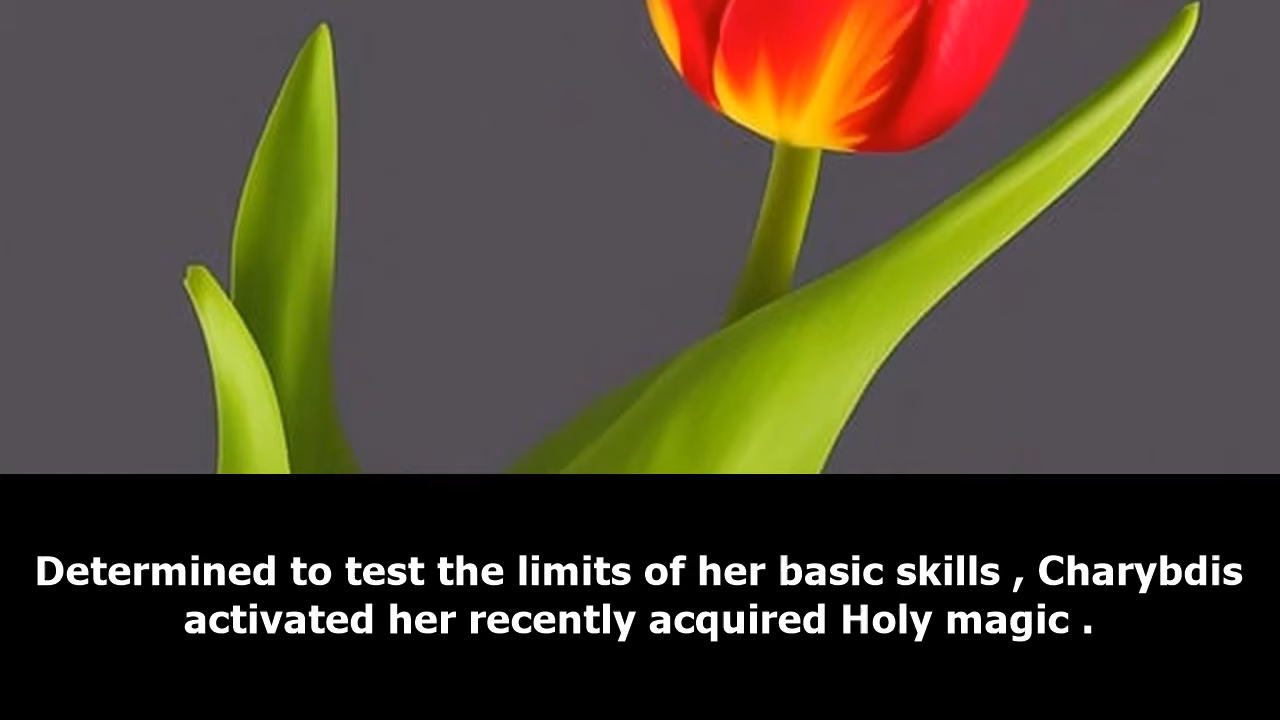 Determined to test the limits of her basic skills , Charybdis
activated her recently acquired Holy magic .